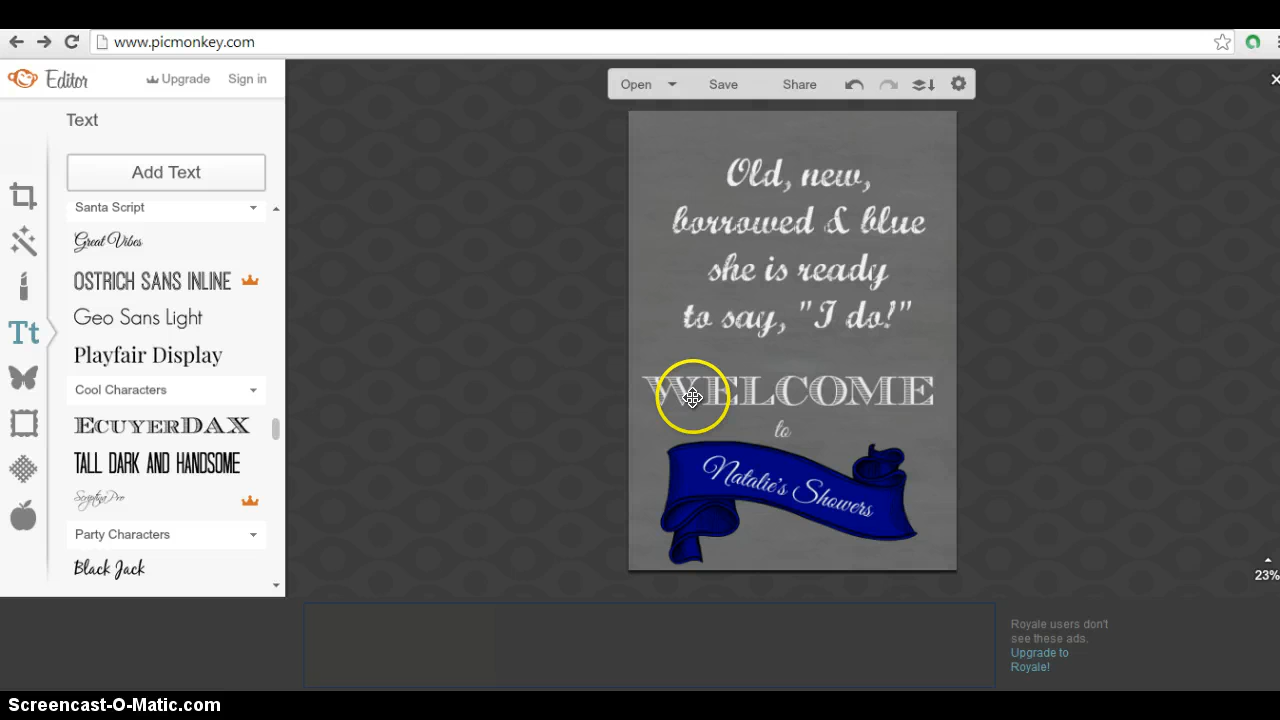 www.picmonkey.com
Editor
Upgrade
Sign in
Open
Save
Share
Text
Add Text
Santa Script
Great Vibes
OSTRICH SANS INLINE
Geo Sans Light
Playfair Display
Cool Characters
ECUYERDAX
TALL DARK AND HANDSOME
Scriptina Pro
Party Characters
Black Jack
Tt
Old, new,
borrowed & blue
she is ready
to say, "I do!"
WELCOME
to
Natalie's Showers
23%
Royale users don't
see these ads.
Upgrade to
Royale!
Screencast-O-Matic.com